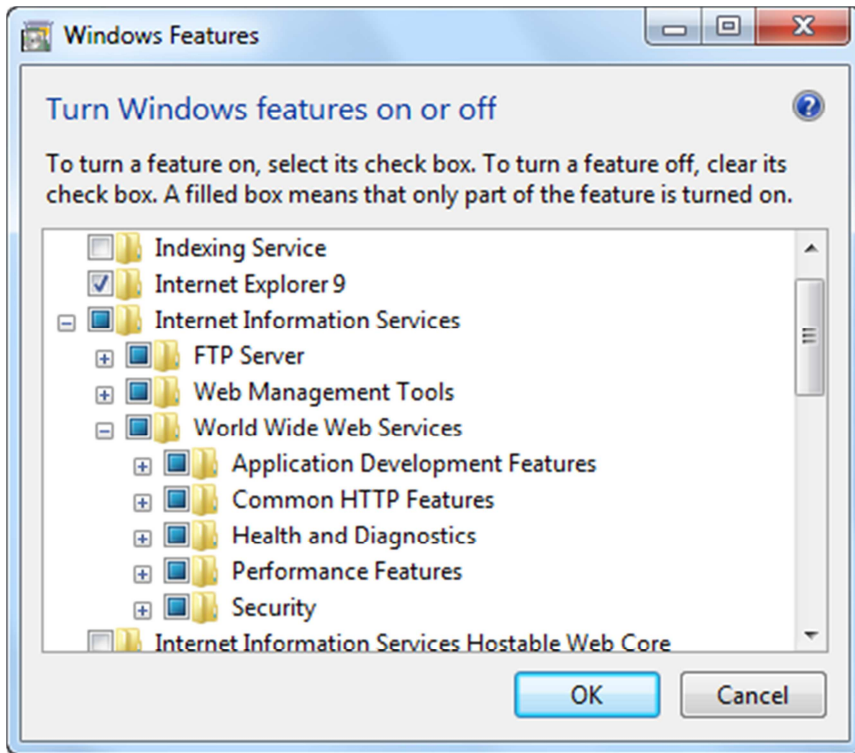 Windows Features
Turn Windows features on or off
To turn a feature on, select its check box. To turn a feature off, clear its
check box. A filled box means that only part of the feature is turned on.
Indexing Service
Internet Explorer 9
Internet Information Services
FTP Server
Web Management Tools
World Wide Web Services
Application Development Features
Common HTTP Features
Health and Diagnostics
Performance Features
Security
Internet Information Services Hostable Web Core
OK
Cancel